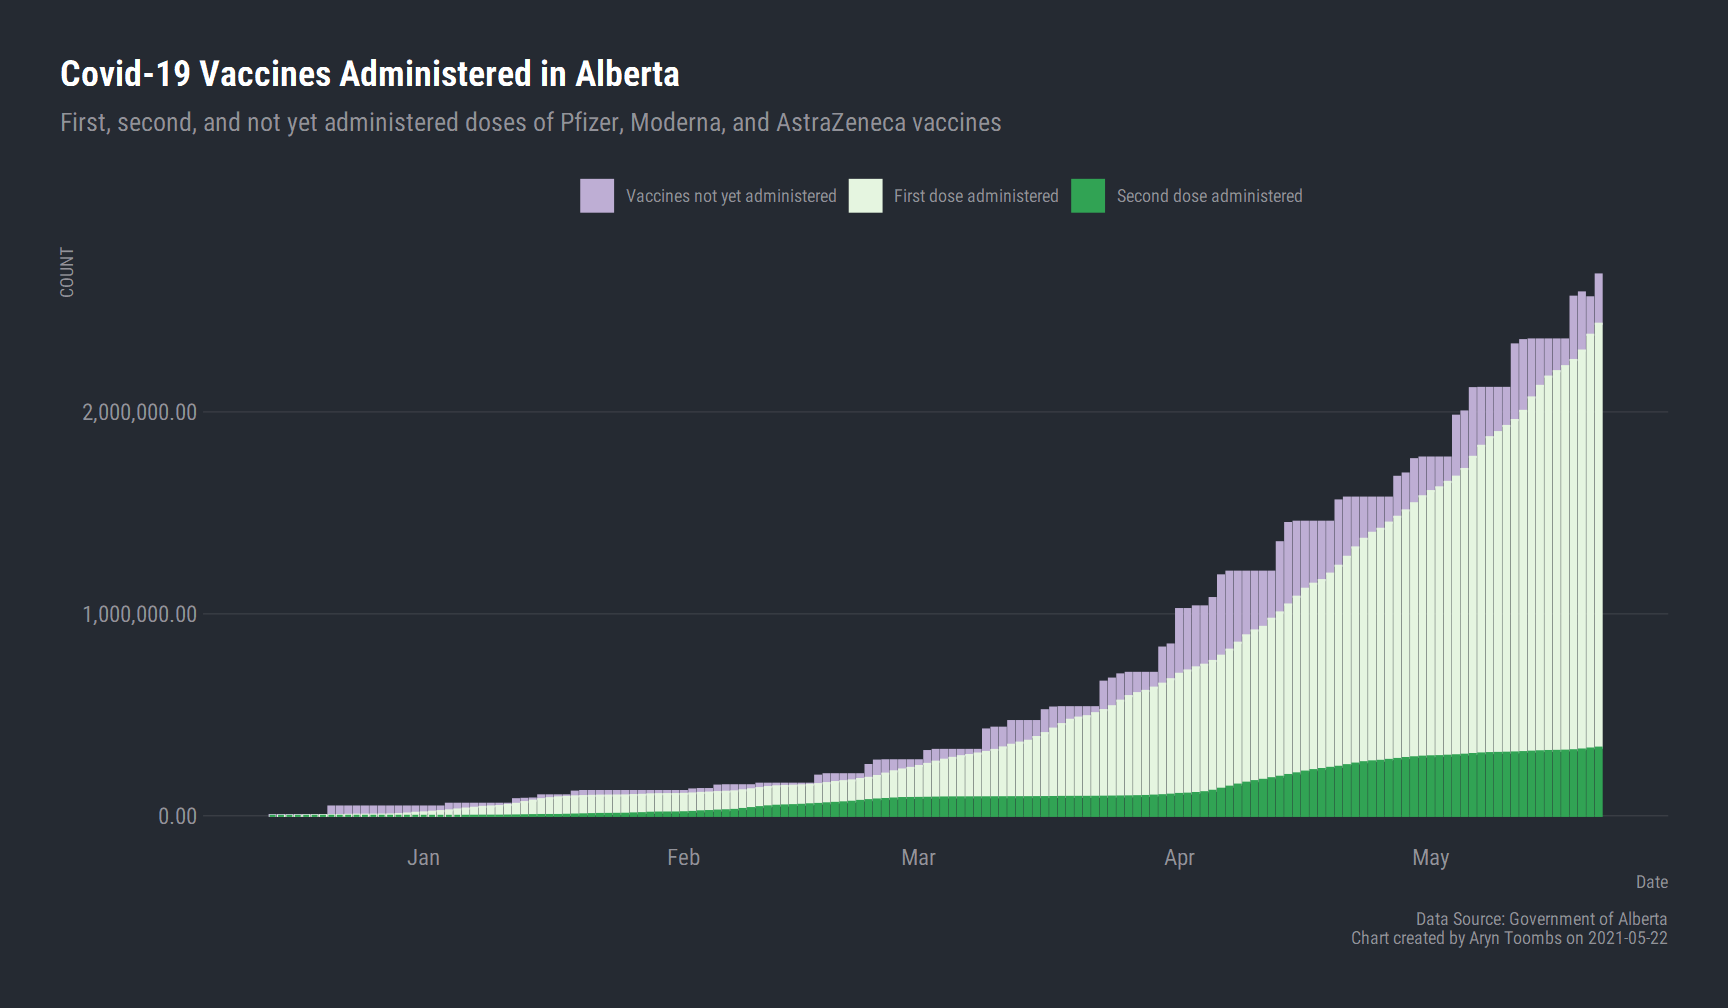 Covid-19 Vaccines Administered in Alberta
First, second, and not yet administered doses of Pfizer, Moderna, and AstraZeneca vaccines
Vaccines not yet administered
First dose administered
Second dose administered
COUNT
2,000,000.00
1,000,000.00
0.00
Jan
Feb
Mar
Apr
May
Date
Data Source: Government of Alberta
Chart created by Aryn Toombs on 2021-05-22